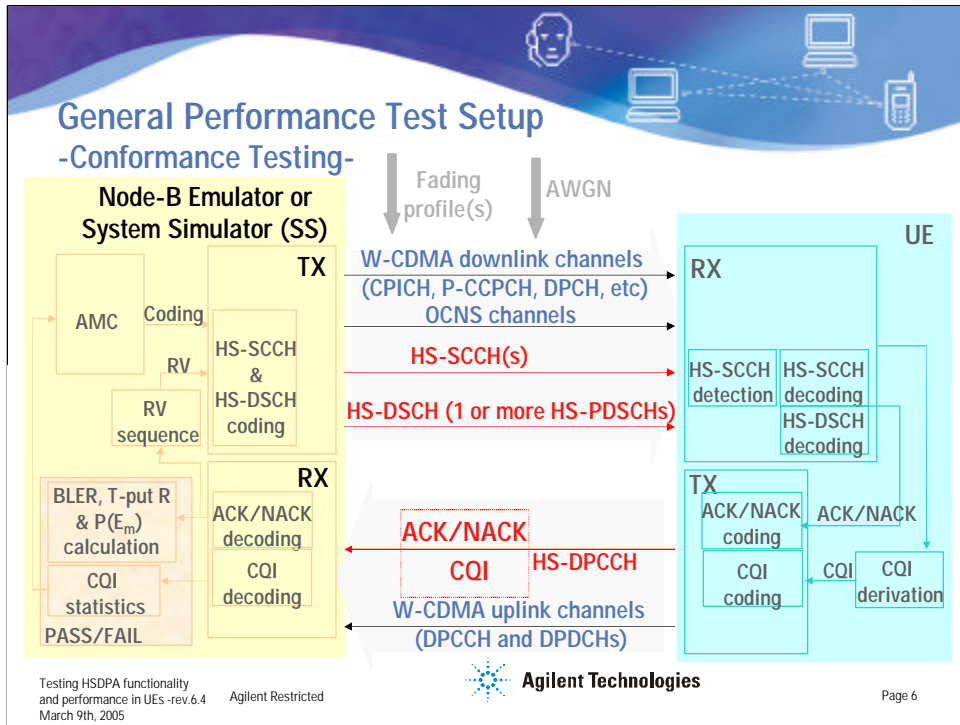 General Performance Test Setup
-Conformance Testing-
Fading
profile(s)
AWGN
Node-B Emulator or
System Simulator (SS)
TX
AMC
Coding
RV
RV
sequence
HS-SCCH
&
HS-DSCH
coding
RX
BLER, T-put R
& P(Em)
calculation
ACK/NACK
decoding
CQI
statistics
CQI
decoding
PASS/FAIL
W-CDMA downlink channels
(CPICH, P-CCPCH, DPCH, etc)
OCNS channels
HS-SCCH(s)
HS-DSCH (1 or more HS-PDSCHs)
ACK/NACK
HS-DPCCH
CQI
W-CDMA uplink channels
(DPCCH and DPDCHs)
UE
RX
HS-SCCH
detection
HS-SCCH
decoding
HS-DSCH
decoding
TX
ACK/NACK
coding
ACK/NACK
CQI
coding
CQI
CQI
derivation
Testing HSDPA functionality
and performance in UEs -rev.6.4
March 9th, 2005
Agilent Restricted
Agilent Technologies
Page 6